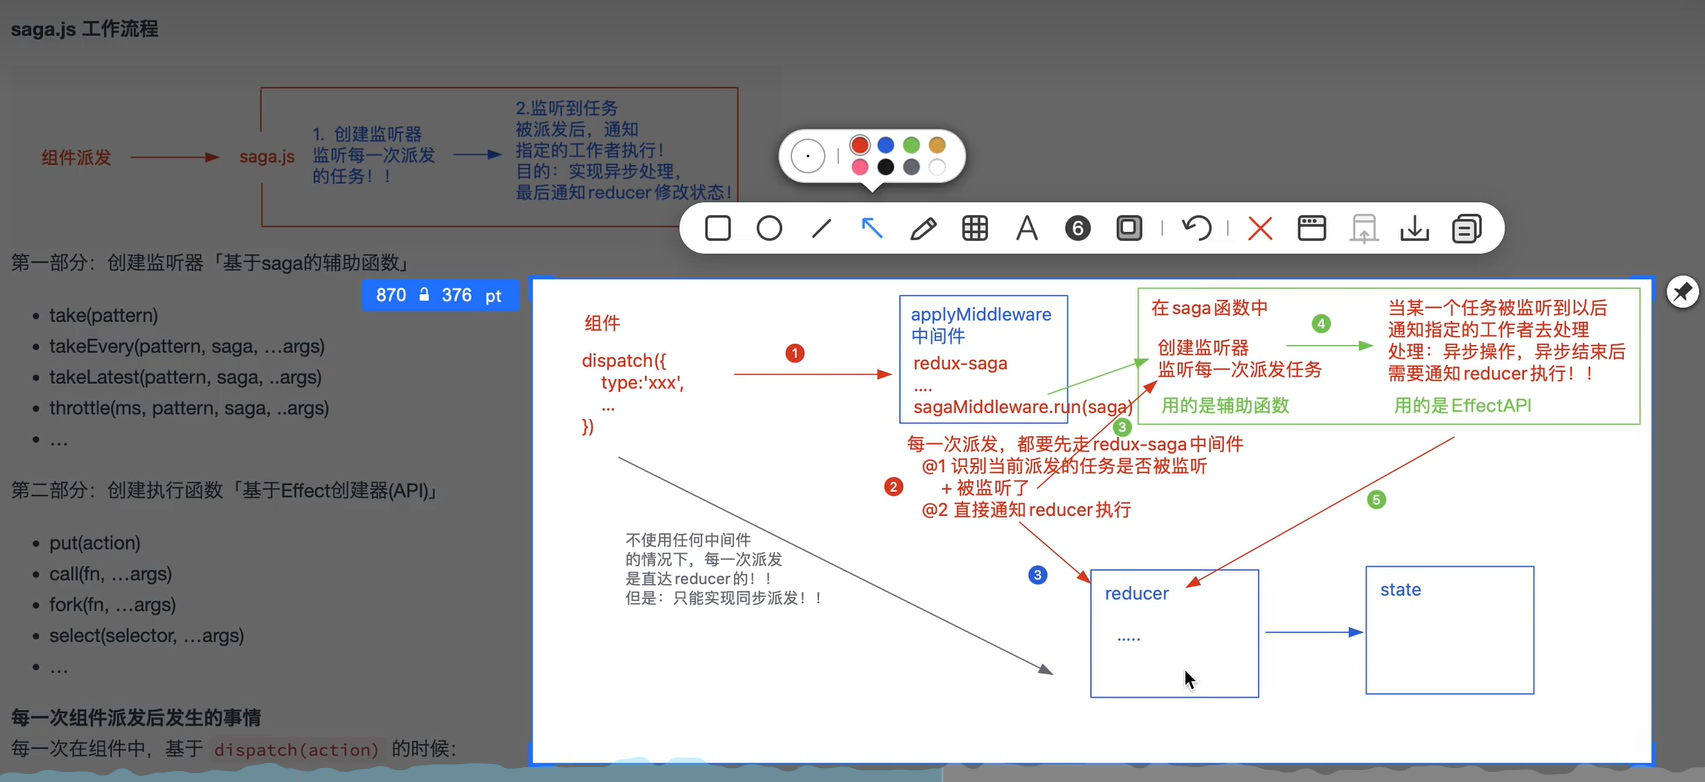 saga.js 工作流程
组件派发
saga.js
1. 创建监听器
监听每一次派发
的任务！！
2.监听到任务
被派发后，通知
指定的工作者执行！
目的：实现异步处理，
最后通知reducer修改状态！
第一部分：创建监听器「基于saga的辅助函数」
take(pattern)
takeEvery(pattern, saga, …args)
takeLatest(pattern, saga, ..args)
throttle(ms, pattern, saga, ..args)
…
第二部分：创建执行函数「基于Effect创建器(API)」
put(action)
call(fn, …args)
fork(fn, …args)
select(selector, …args)
…
每一次组件派发后发生的事情
每一次在组件中，基于 dispatch(action) 的时候：
6
870 376 pt
组件
dispatch({
type:'xxx',
...
})
1
applyMiddleware
中间件
redux-saga
....
sagaMiddleware.run(saga)
在saga函数中
创建监听器
监听每一次派发任务
用的是辅助函数
4
当某一个任务被监听到以后
通知指定的工作者去处理
处理：异步操作，异步结束后
需要通知reducer执行！！
用的是EffectAPI
3
每一次派发，都要先走redux-saga中间件
@1 识别当前派发的任务是否被监听
2
+ 被监听了
@2 直接通知reducer执行
5
不使用任何中间件
的情况下，每一次派发
是直达reducer的！！
但是：只能实现同步派发！！
3
reducer
.....
state